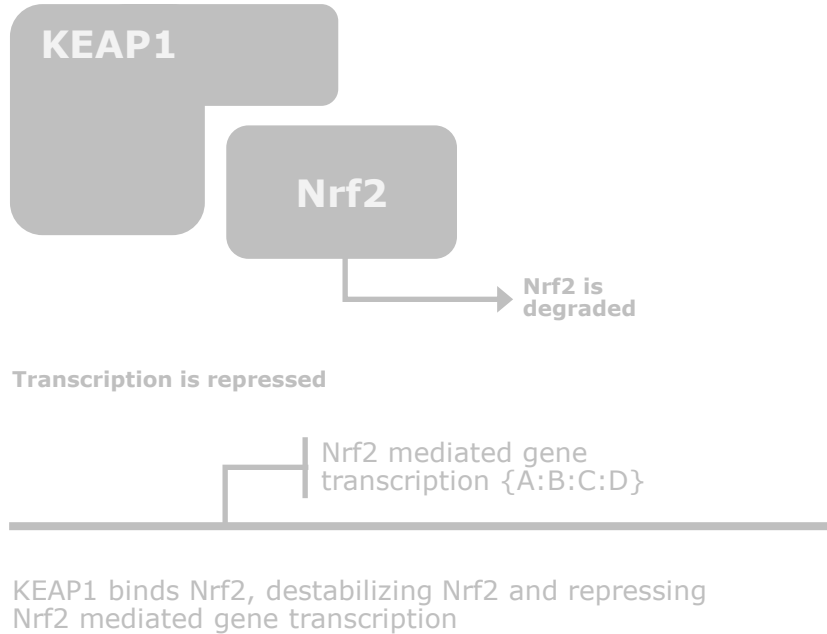 KEAP1
Nrf2
Nrf2 is
degraded
Transcription is repressed
Nrf2 mediated gene
transcription {A:B:C:D}
KEAP1 binds Nrf2, destabilizing Nrf2 and repressing
Nrf2 mediated gene transcription